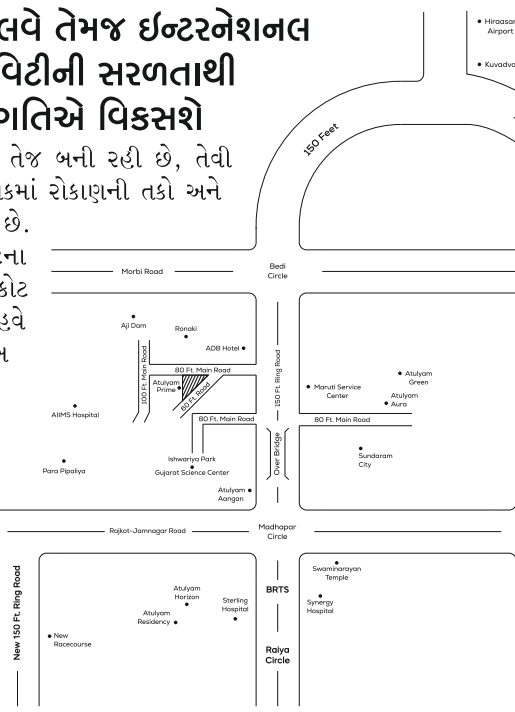 લવે તેમજ ઇન્ટરનેશનલ
વિટીની સરળતાથી
ગતિએ વિકસશે
તેજ બની રહી છે, તેવી
કમાં રોકાણની તકો અને
છે.
ના
કોટ
હવે
Hiraasar
Airport
Kuvadva
150 Feet
Morbi Road
Bedi
Circle
Aji Dam
Ronaki
ADB Hotel
100 Ft. Main Road
80 Ft. Main Road
Atulyam
Prime
60 Ft. Road
80 Ft. Main Road
150 Ft. Ring Road
Maruti Service
Center
Atulyam
Green
Atulyam
Aura
80 Ft. Main Road
AIIMS Hospital
Para Pipaliya
Ishwariya Park
Gujarat Science Center
Over Bridge
Sundaram
City
Atulyam
Aangan
Rajkot-Jamnagar Road
Madhapar
Circle
New 150 Ft. Ring Road
Swaminarayan
Temple
BRTS
Synergy
Hospital
Atulyam
Horizon
Sterling
Hospital
Atulyam
Residency
New
Racecourse
Raiya
Circle